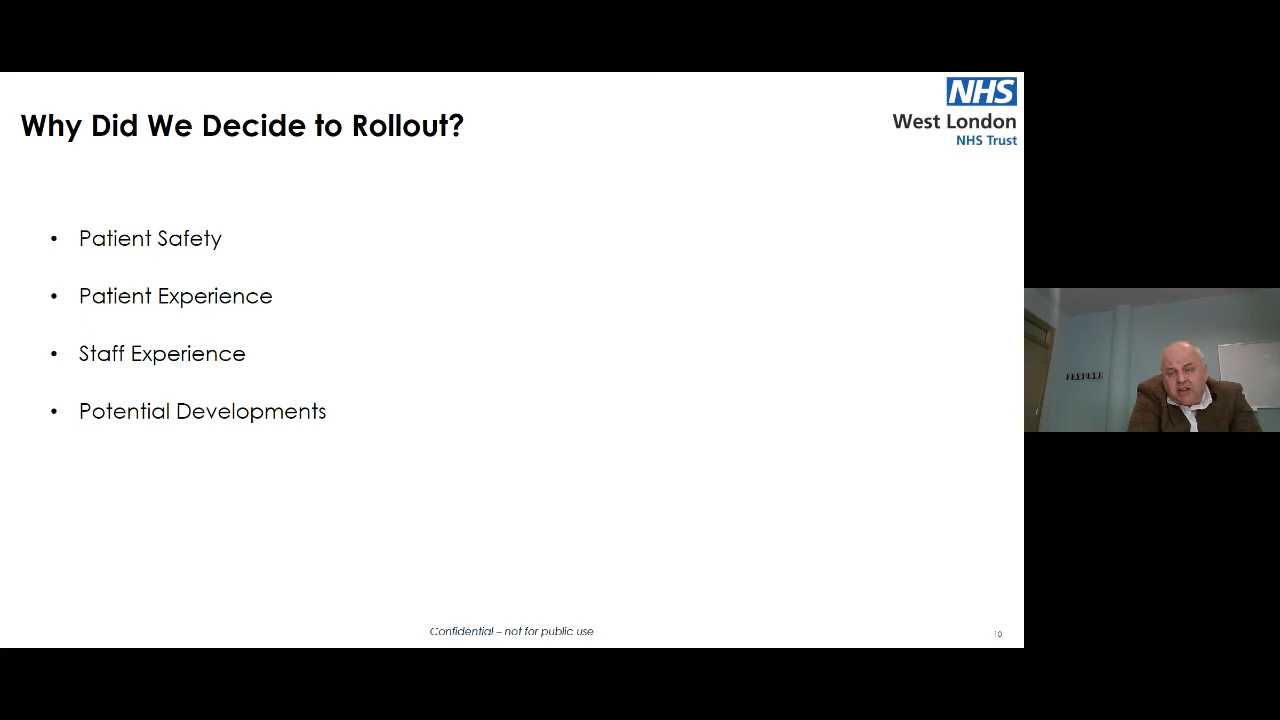 NHS
West London
NHS Trust
Why Did We Decide to Rollout?
• Patient Safety
• Patient Experience
• Staff Experience
• Potential Developments
Confidential – not for public use
10